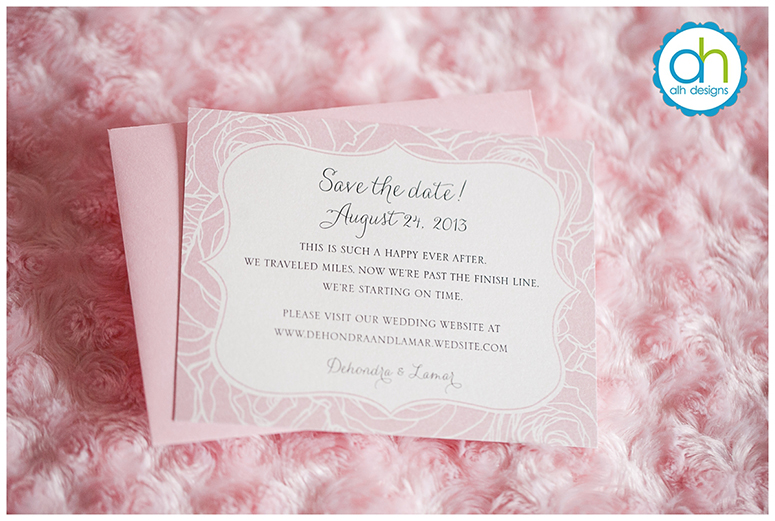 ah
alh designs
Save the date!
August 24, 2013
THIS IS SUCH A HAPPY EVER AFTER.
WE TRAVELED MILES, NOW WE'RE PAST THE FINISH LINE.
WE'RE STARTING ON TIME.
PLEASE VISIT OUR WEDDING WEBSITE AT
WWW.DEHONDRAANDLAMAR.WEDSITE.COM
Dehondra & Lamar